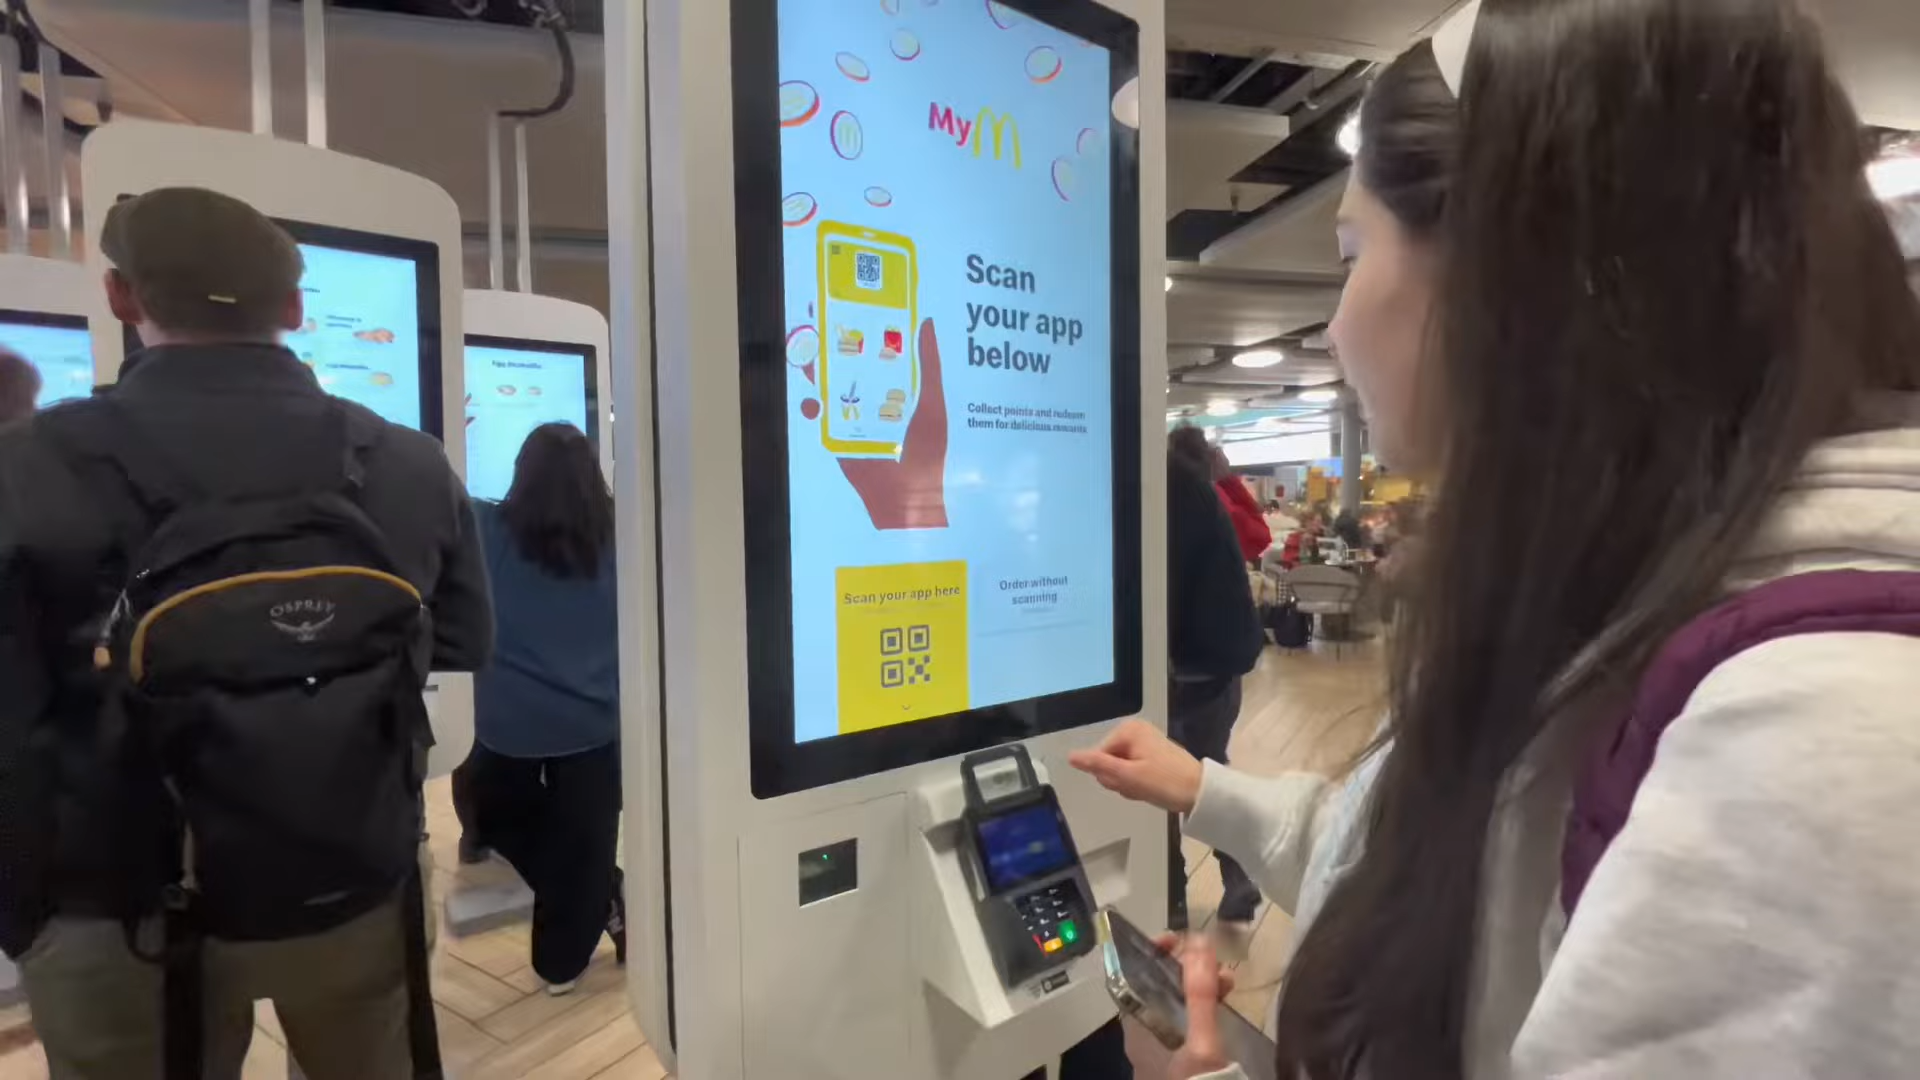 My
Scan
your app
below
Collect points and redeem
them for delicious rewards
Scan your app here
Order without
scanning
OSPREY